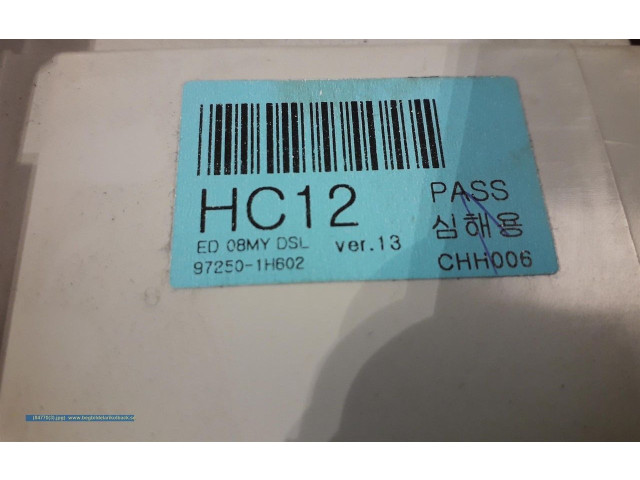 HC12
PASS
ED 08MY DSL ver.13
심해용
97250-1H602
CHH006